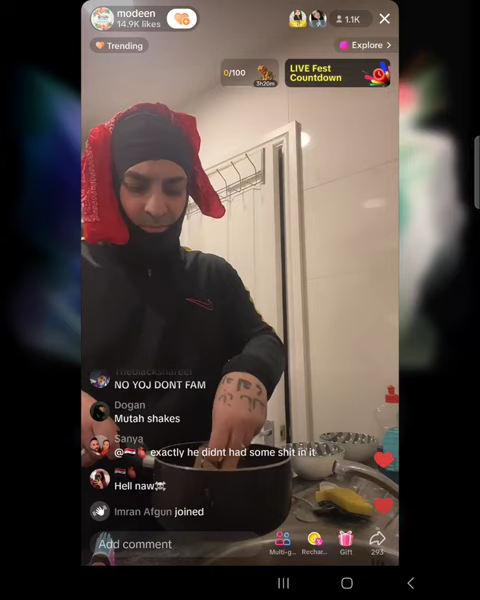 modeen
14.9K likes
1.1K
Trending
Explore >
0/100
3h20m
LIVE Fest
Countdown
NO YOJ DONT FAM
Dogan
Mutah shakes
Sanya
@🇪🇬🫀 exactly he didnt had some shit in it
Hell naw☠️
Imran Afgun joined
Add comment
Multi-g...
Rechar...
Gift
293